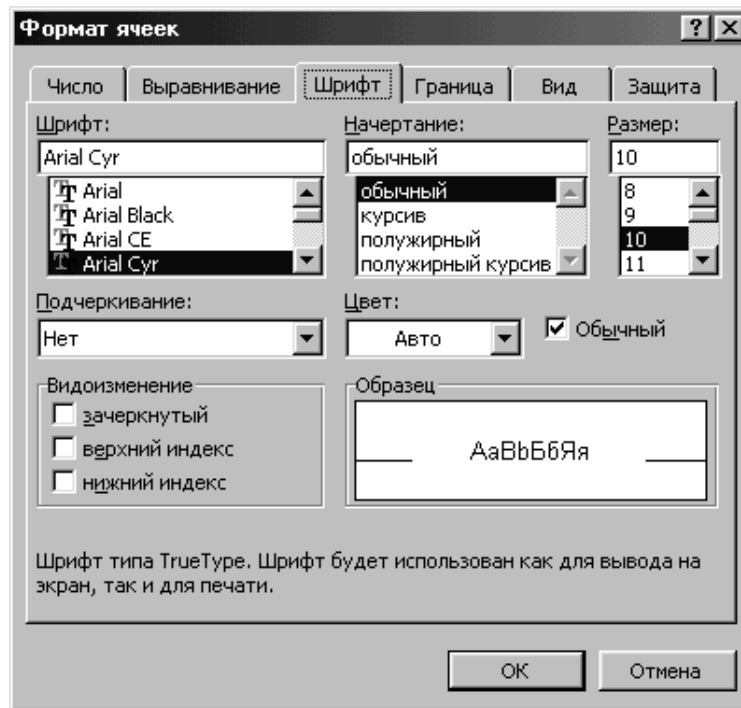 Формат ячеек
Число Выравнивание Шрифт Граница Вид Защита
Шрифт: Начертание: Размер:
Arial Cyr обычный 10
Arial обычный 8
Arial Black курсив 9
Arial CE полужирный 10
Arial Cyr полужирный курсив 11
Подчеркивание: Цвет:
Нет Авто Обычный
Видоизменение Образец
зачеркнутый
верхний индекс AaBbБбЯя
нижний индекс
Шрифт типа TrueType. Шрифт будет использован как для вывода на
экран, так и для печати.
ОК Отмена